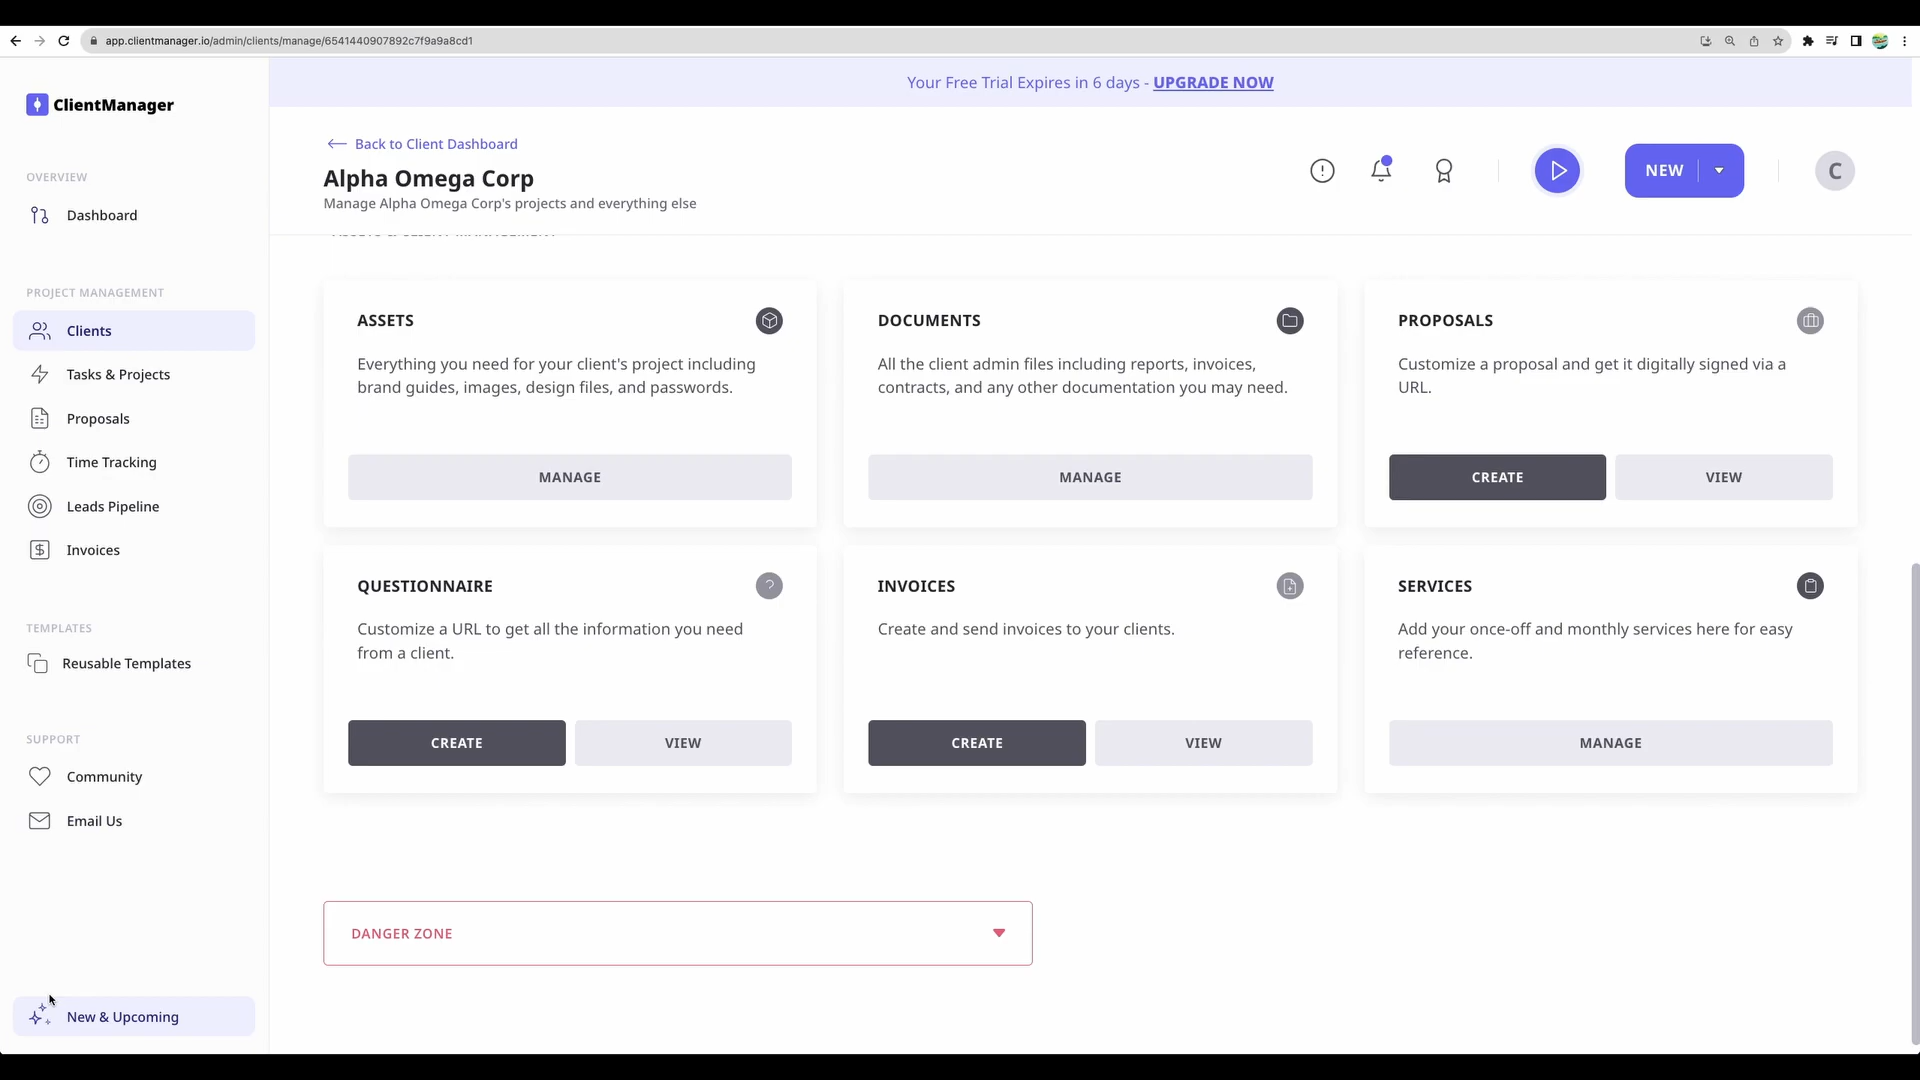 app.clientmanager.io/admin/clients/manage/6541440907892c7f9a9a8cd1
Your Free Trial Expires in 6 days - UPGRADE NOW
ClientManager
OVERVIEW
Dashboard
PROJECT MANAGEMENT
Clients
Tasks & Projects
Proposals
Time Tracking
Leads Pipeline
Invoices
TEMPLATES
Reusable Templates
SUPPORT
Community
Email Us
New & Upcoming
Back to Client Dashboard
Alpha Omega Corp
Manage Alpha Omega Corp's projects and everything else
NEW
C
ASSETS & CLIENT MANAGEMENT
ASSETS
Everything you need for your client's project including
brand guides, images, design files, and passwords.
MANAGE
DOCUMENTS
All the client admin files including reports, invoices,
contracts, and any other documentation you may need.
MANAGE
PROPOSALS
Customize a proposal and get it digitally signed via a
URL.
CREATE
VIEW
QUESTIONNAIRE
Customize a URL to get all the information you need
from a client.
CREATE
VIEW
INVOICES
Create and send invoices to your clients.
CREATE
VIEW
SERVICES
Add your once-off and monthly services here for easy
reference.
MANAGE
DANGER ZONE